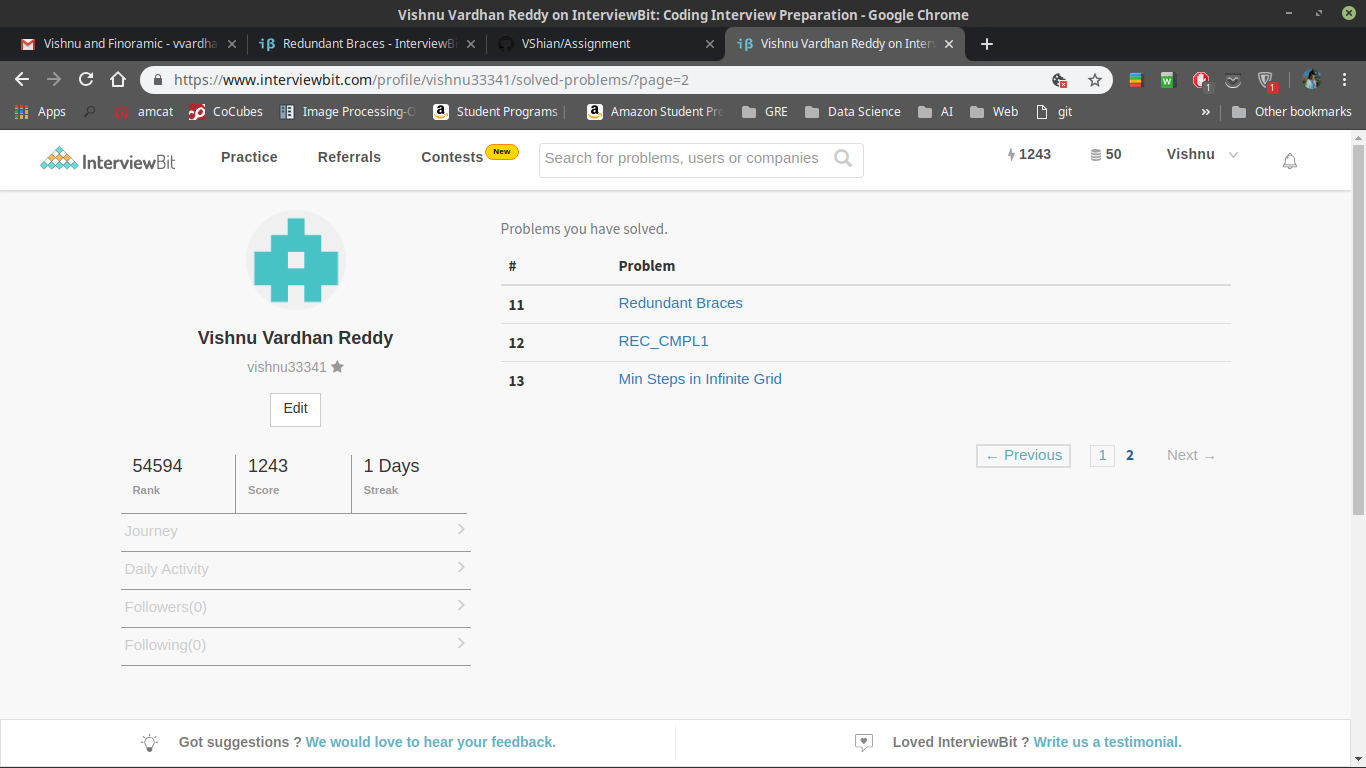 Vishnu Vardhan Reddy on InterviewBit: Coding Interview Preparation - Google Chrome
Vishnu and Finoramic - vvardha
Redundant Braces - InterviewBi
VShian/Assignment
Vishnu Vardhan Reddy on Interv
https://www.interviewbit.com/profile/vishnu33341/solved-problems/?page=2
1
1
Apps amcat CoCubes Image Processing-O Student Programs | Amazon Student Pro GRE Data Science AI Web git » Other bookmarks
InterviewBit Practice Referrals Contests New Search for problems, users or companies 1243 50 Vishnu
Problems you have solved.
# Problem
11 Redundant Braces
12 REC_CMPL1
13 Min Steps in Infinite Grid
← Previous 1 2 Next →
Vishnu Vardhan Reddy
vishnu33341
Edit
54594 1243 1 Days
Rank Score Streak
Journey
Daily Activity
Followers(0)
Following(0)
Got suggestions ? We would love to hear your feedback.
Loved InterviewBit ? Write us a testimonial.